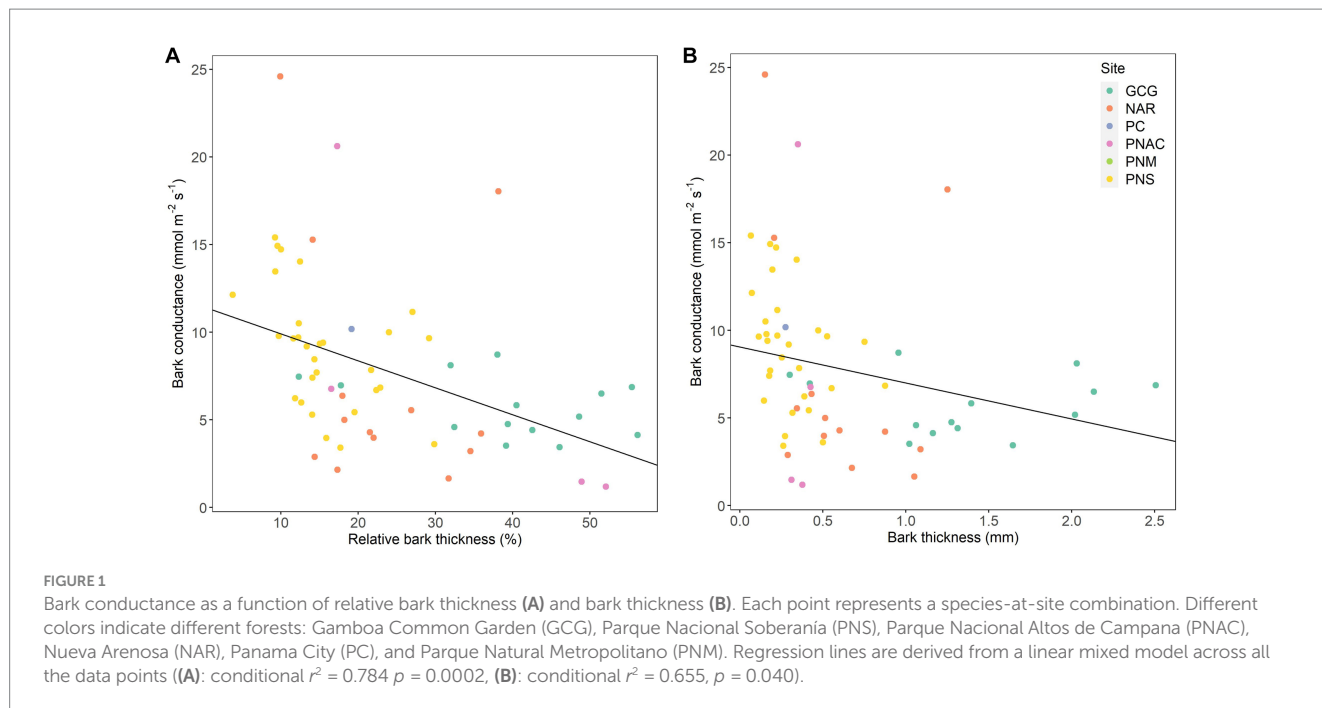 A
B
25
20
15
10
5
0
Bark conductance (mmol m⁻² s⁻¹)
10 20 30 40 50
Relative bark thickness (%)
25
20
15
10
5
0
Bark conductance (mmol m⁻² s⁻¹)
0.0 0.5 1.0 1.5 2.0 2.5
Bark thickness (mm)
Site
GCG
NAR
PC
PNAC
PNM
PNS
FIGURE 1
Bark conductance as a function of relative bark thickness (A) and bark thickness (B). Each point represents a species-at-site combination. Different
colors indicate different forests: Gamboa Common Garden (GCG), Parque Nacional Soberanía (PNS), Parque Nacional Altos de Campana (PNAC),
Nueva Arenosa (NAR), Panama City (PC), and Parque Natural Metropolitano (PNM). Regression lines are derived from a linear mixed model across all
the data points ((A): conditional r² = 0.784 p = 0.0002, (B): conditional r² = 0.655, p = 0.040).